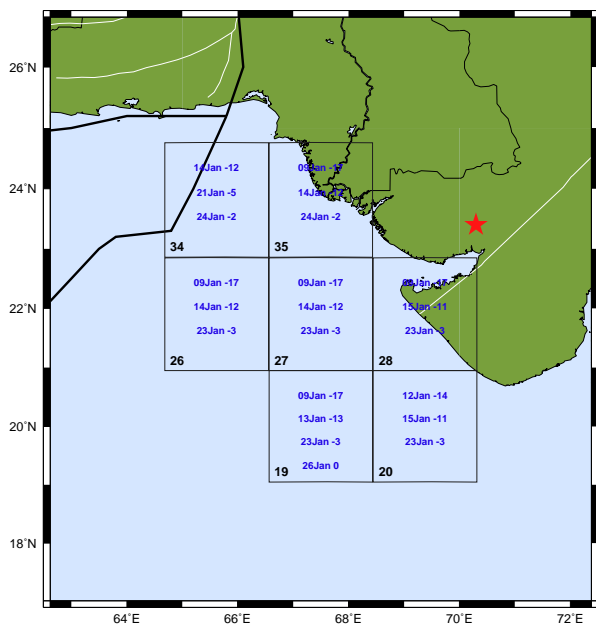 26°N
24°N
22°N
20°N
18°N
14Jan -12
21Jan -5
24Jan -2
34
09Jan -17
24Jan -2
35
09Jan -17
14Jan -12
23Jan -3
26
09Jan -17
14Jan -12
23Jan -3
27
15Jan -11
23Jan -3
28
09Jan -17
13Jan -13
23Jan -3
26Jan 0
19
12Jan -14
15Jan -11
23Jan -3
20
64°E
66°E
68°E
70°E
72°E